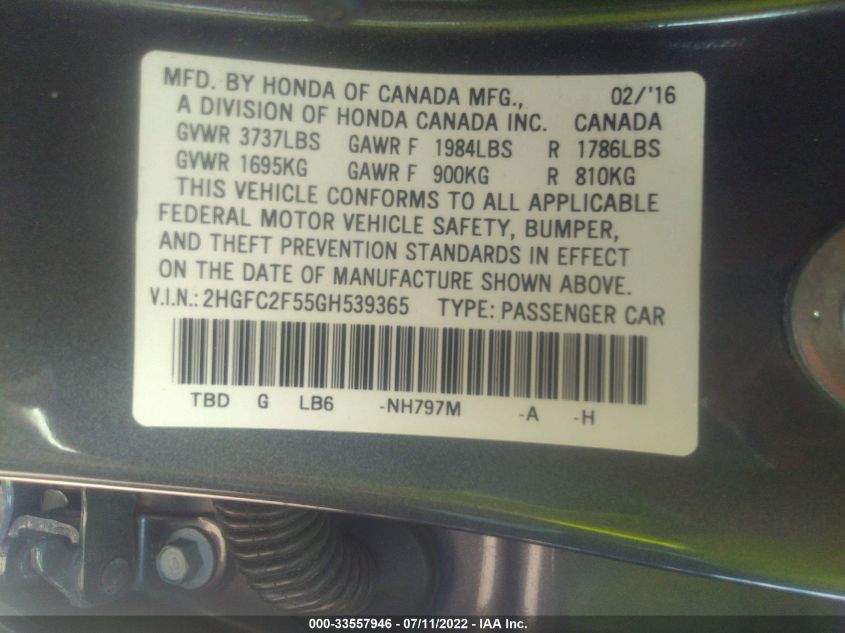 MFD. BY HONDA OF CANADA MFG., 02/'16
A DIVISION OF HONDA CANADA INC. CANADA
GVWR 3737LBS GAWR F 1984LBS R 1786LBS
GVWR 1695KG GAWR F 900KG R 810KG
THIS VEHICLE CONFORMS TO ALL APPLICABLE
FEDERAL MOTOR VEHICLE SAFETY, BUMPER,
AND THEFT PREVENTION STANDARDS IN EFFECT
ON THE DATE OF MANUFACTURE SHOWN ABOVE.
V.I.N.: 2HGFC2F55GH539365 TYPE: PASSENGER CAR
TBD G LB6 -NH797M -A -H
000-33557946 - 07/11/2022 - IAA Inc.